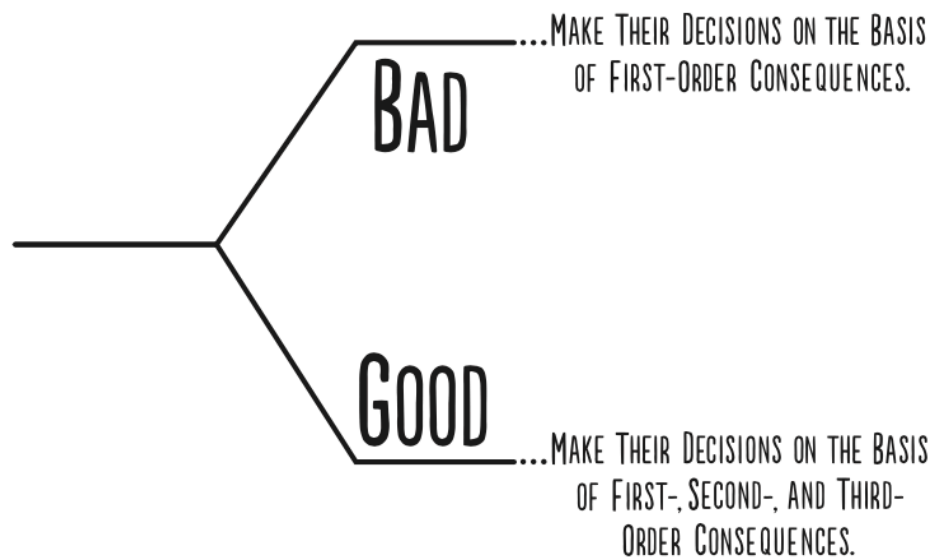 ...Make Their Decisions on the Basis
of First-Order Consequences.
Bad
Good
...Make Their Decisions on the Basis
of First-, Second-, and Third-
Order Consequences.